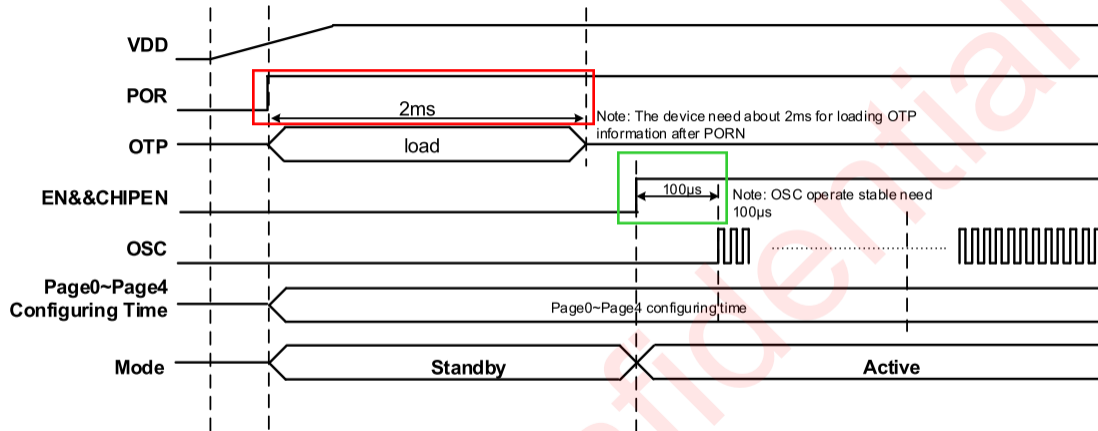 VDD
POR
2ms
Note: The device need about 2ms for loading OTP
information after PORN
OTP
load
EN&&CHIPEN
100μs
Note: OSC operate stable need
100μs
OSC
Page0~Page4
Configuring Time
Page0~Page4 configuring time
Mode
Standby
Active